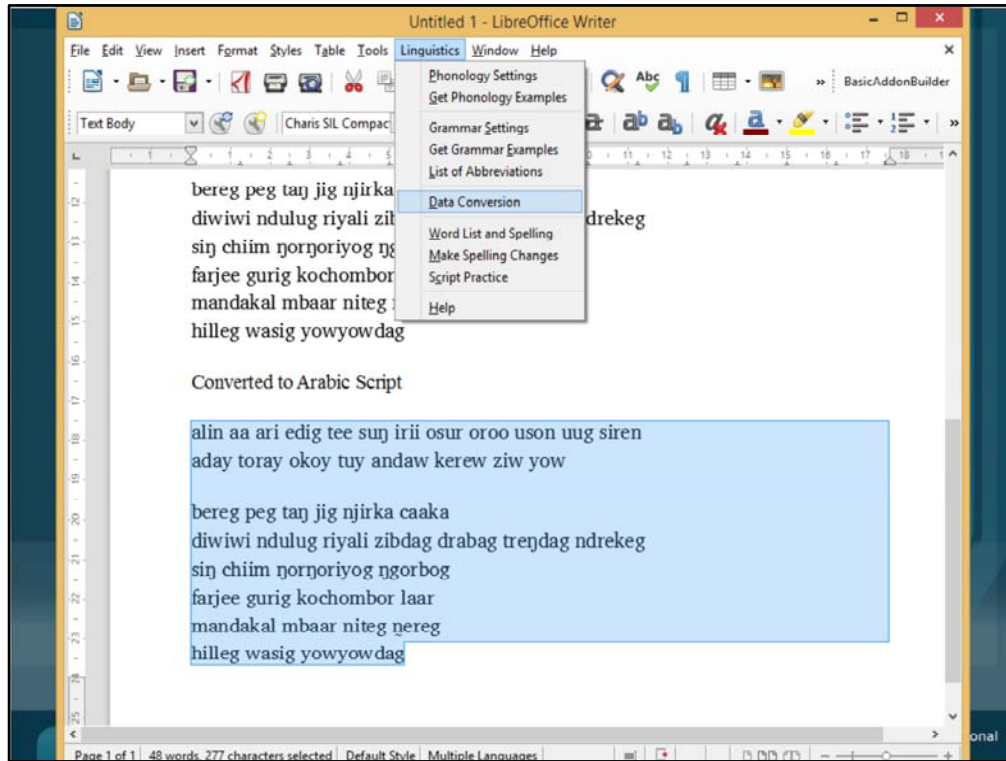 Untitled 1 - LibreOffice Writer
File Edit View Insert Format Styles Table Tools Linguistics Window Help
Abc BasicAddonBuilder
Text Body Charis SIL Compac
Phonology Settings
Get Phonology Examples
Grammar Settings
Get Grammar Examples
List of Abbreviations
Data Conversion
Word List and Spelling
Make Spelling Changes
Script Practice
Help
bereg peg taŋ jig njirka
diwiwi ndulug riyali zib drekeg
siŋ chiim ŋorŋoriyog ŋg
farjee gurig kochombor
mandakal mbaar niteg
hilleg wasig yowyowdag
Converted to Arabic Script
alin aa ari edig tee suŋ irii osur oroo uson uug siren
aday toray okoy tuy andaw kerew ziw yow
bereg peg taŋ jig njirka caaka
diwiwi ndulug riyali zibdag drabag treŋdag ndrekeg
siŋ chiim ŋorŋoriyog ŋgorbog
farjee gurig kochombor laar
mandakal mbaar niteg n̰ereg
hilleg wasig yowyowdag
Page 1 of 1 48 words, 277 characters selected Default Style Multiple Languages
onal